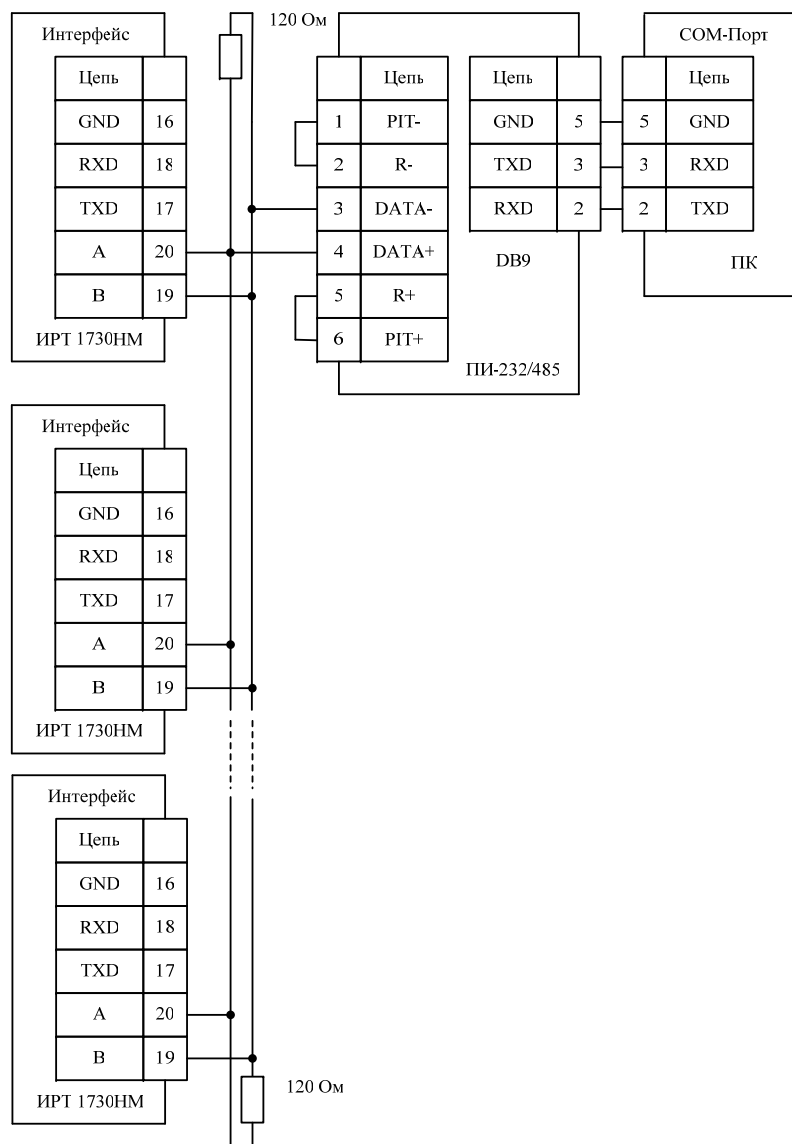 120 Ом
Интерфейс
Цепь
GND 16
RXD 18
TXD 17
A 20
B 19
ИРТ 1730НМ
Цепь
1 PIT-
2 R-
3 DATA-
4 DATA+
5 R+
6 PIT+
Цепь
GND 5
TXD 3
RXD 2
DB9
ПИ-232/485
COM-Порт
Цепь
5 GND
3 RXD
2 TXD
ПК
Интерфейс
Цепь
GND 16
RXD 18
TXD 17
A 20
B 19
ИРТ 1730НМ
Интерфейс
Цепь
GND 16
RXD 18
TXD 17
A 20
B 19
ИРТ 1730НМ
120 Ом